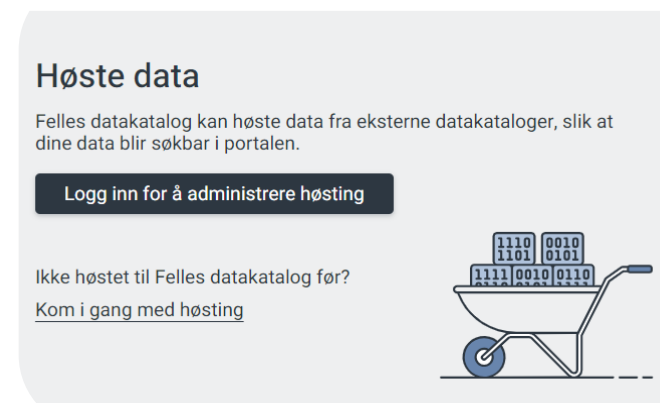 Høste data
Felles datakatalog kan høste data fra eksterne datakataloger, slik at
dine data blir søkbar i portalen.
Logg inn for å administrere høsting
Ikke høstet til Felles datakatalog før?
Kom i gang med høsting
1110 0010
1101 0101
1111 0010 0110